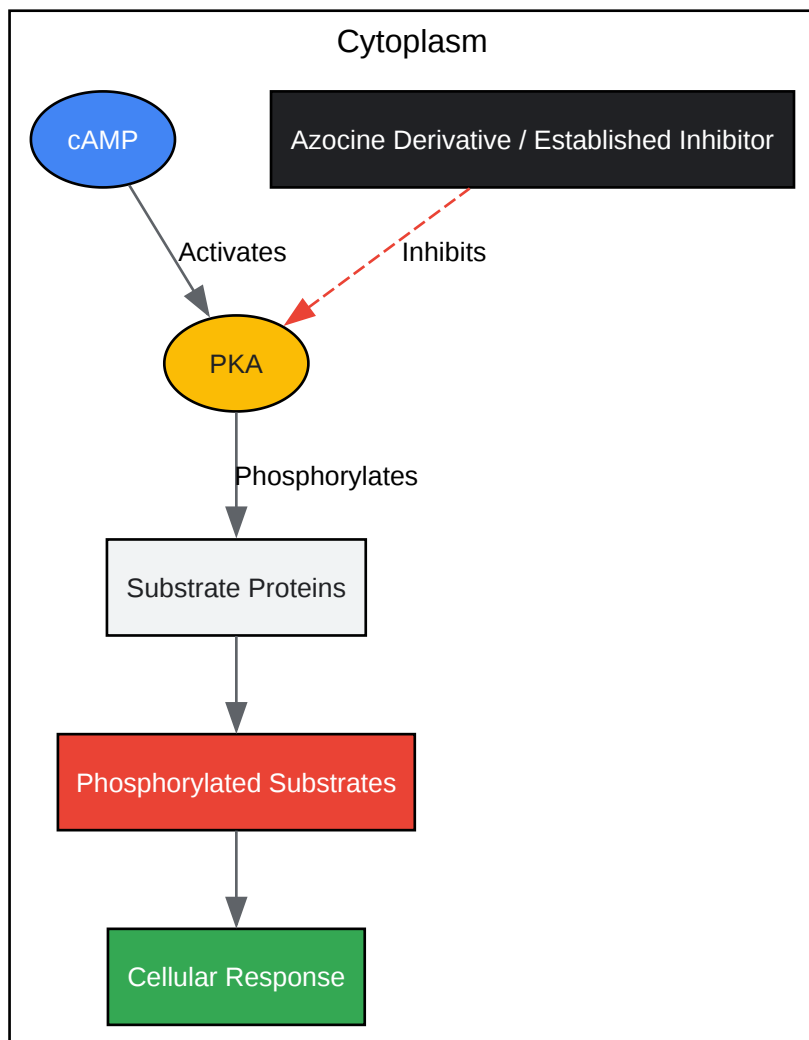 Cytoplasm
cAMP
Azocine Derivative / Established Inhibitor
Activates
Inhibits
PKA
Phosphorylates
Substrate Proteins
Phosphorylated Substrates
Cellular Response